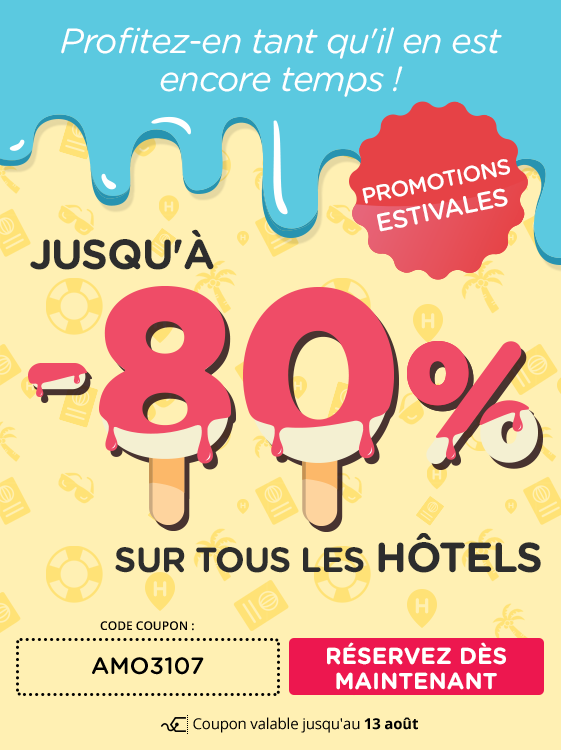 Profitez-en tant qu'il en est
encore temps !
PROMOTIONS
ESTIVALES
JUSQU'À
-80%
SUR TOUS LES HÔTELS
CODE COUPON :
AMO3107
RÉSERVEZ DÈS
MAINTENANT
Coupon valable jusqu'au 13 août